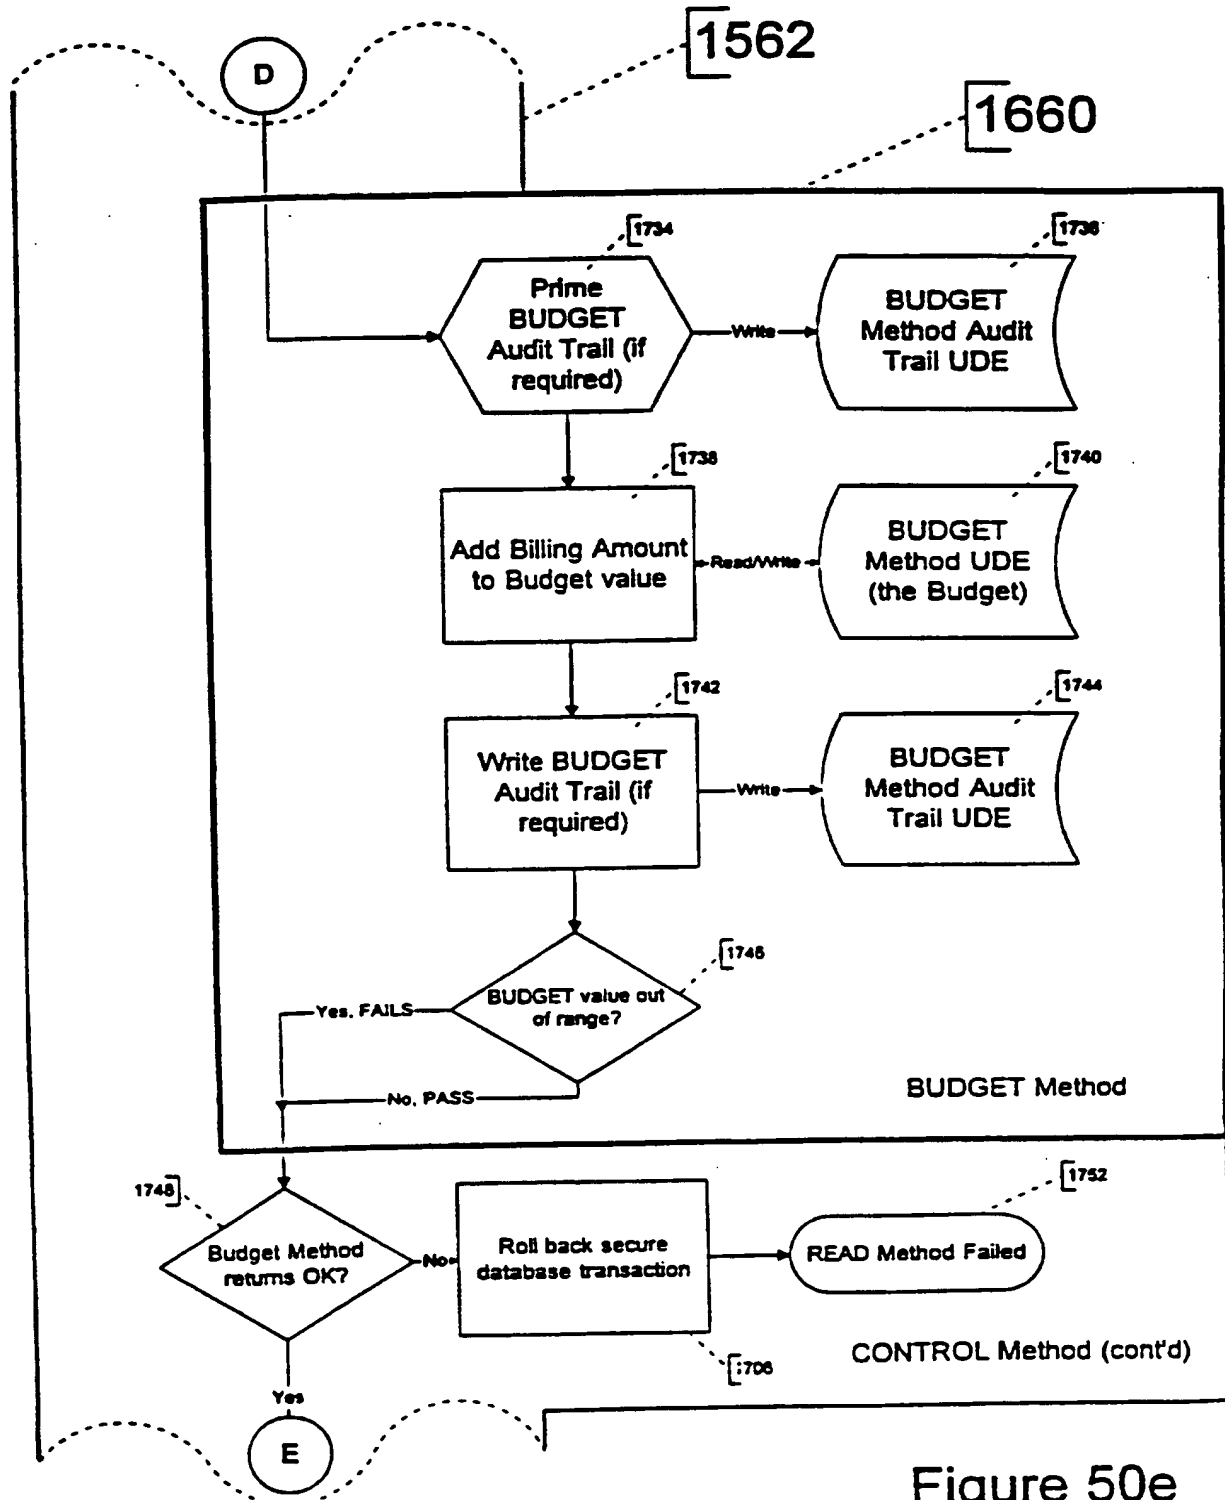 1562
D
1660
1734
1736
Prime
BUDGET
Audit Trail (if
required)
Write
BUDGET
Method Audit
Trail UDE
1738
1740
Add Billing Amount
to Budget value
Read/Write
BUDGET
Method UDE
(the Budget)
1742
1744
Write BUDGET
Audit Trail (if
required)
Write
BUDGET
Method Audit
Trail UDE
1746
BUDGET value out
of range?
Yes, FAILS
No, PASS
BUDGET Method
1748
1752
Budget Method
returns OK?
No
Roll back secure
database transaction
READ Method Failed
1706
CONTROL Method (cont'd)
Yes
E
Figure 50e